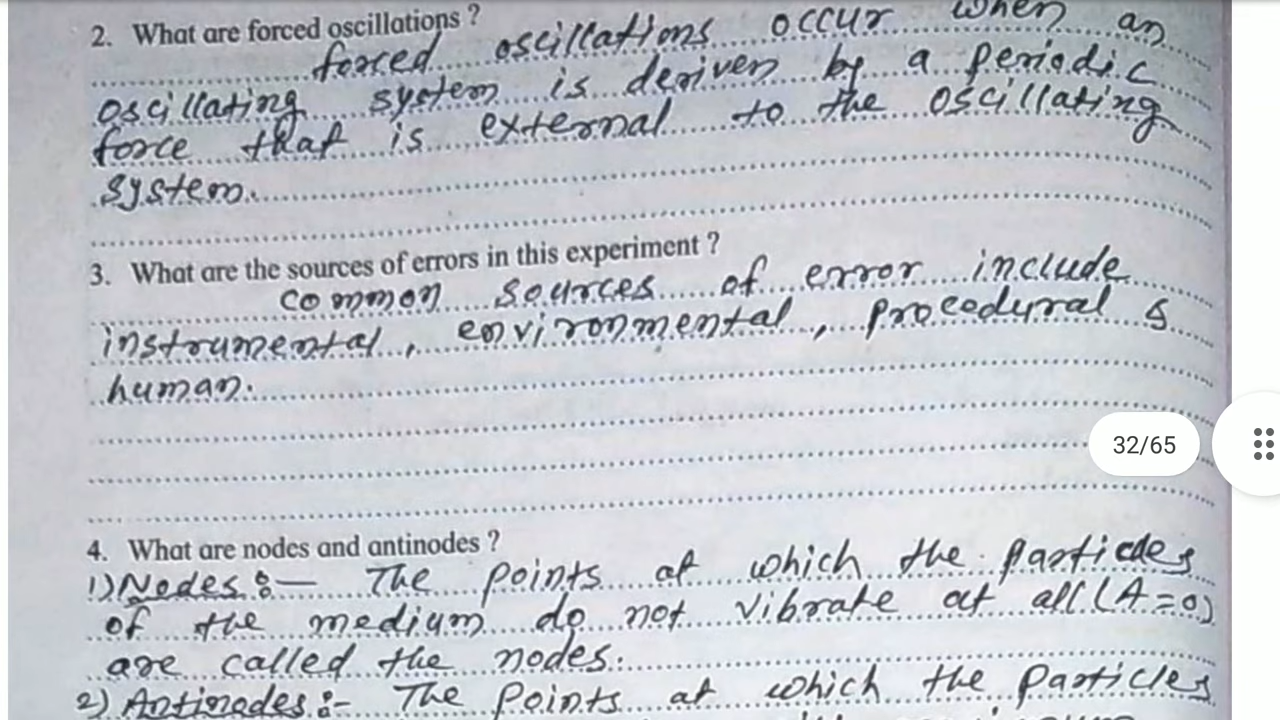 2. What are forced oscillations ?
forced oscillations occur when an
oscillating system is deriven by a periodic
force that is external to the oscillating
system.
3. What are the sources of errors in this experiment ?
common sources of error include
instrumental, environmental, procedural &
human.
32/65
4. What are nodes and antinodes ?
1) Nodes :— The points at which the particles
of the medium do not vibrate at all (A=0)
are called the nodes.
2) Antinodes :- The points at which the particles